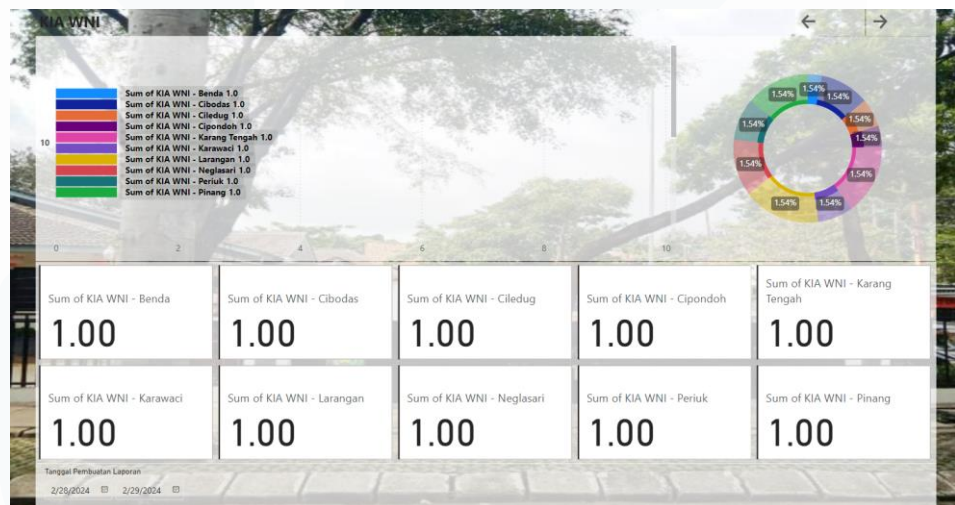 KIA WNI
Sum of KIA WNI - Benda 1.0
Sum of KIA WNI - Cibodas 1.0
Sum of KIA WNI - Ciledug 1.0
Sum of KIA WNI - Cipondoh 1.0
Sum of KIA WNI - Karang Tengah 1.0
Sum of KIA WNI - Karawaci 1.0
Sum of KIA WNI - Larangan 1.0
Sum of KIA WNI - Neglasari 1.0
Sum of KIA WNI - Periuk 1.0
Sum of KIA WNI - Pinang 1.0
10
0 2 4 6 8 10
1.54%
1.54%
1.54%
1.54%
1.54%
1.54%
1.54%
1.54%
1.54%
1.54%
Sum of KIA WNI - Benda
1.00
Sum of KIA WNI - Cibodas
1.00
Sum of KIA WNI - Ciledug
1.00
Sum of KIA WNI - Cipondoh
1.00
Sum of KIA WNI - Karang
Tengah
1.00
Sum of KIA WNI - Karawaci
1.00
Sum of KIA WNI - Larangan
1.00
Sum of KIA WNI - Neglasari
1.00
Sum of KIA WNI - Periuk
1.00
Sum of KIA WNI - Pinang
1.00
Tanggal Pembuatan Laporan
2/28/2024 2/29/2024